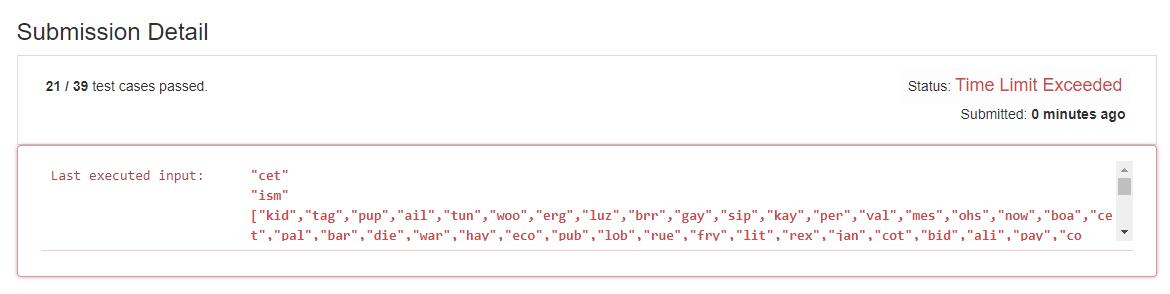 Submission Detail
21 / 39 test cases passed.
Status: Time Limit Exceeded
Submitted: 0 minutes ago
Last executed input:
"cet"
"ism"
["kid","tag","pup","ail","tun","woo","erg","luz","brr","gay","sip","kay","per","val","mes","ohs","now","boa","ce
t","pal","bar","die","war","hay","eco","pub","lob","rue","fry","lit","rex","jan","cot","bid","ali","pay","co